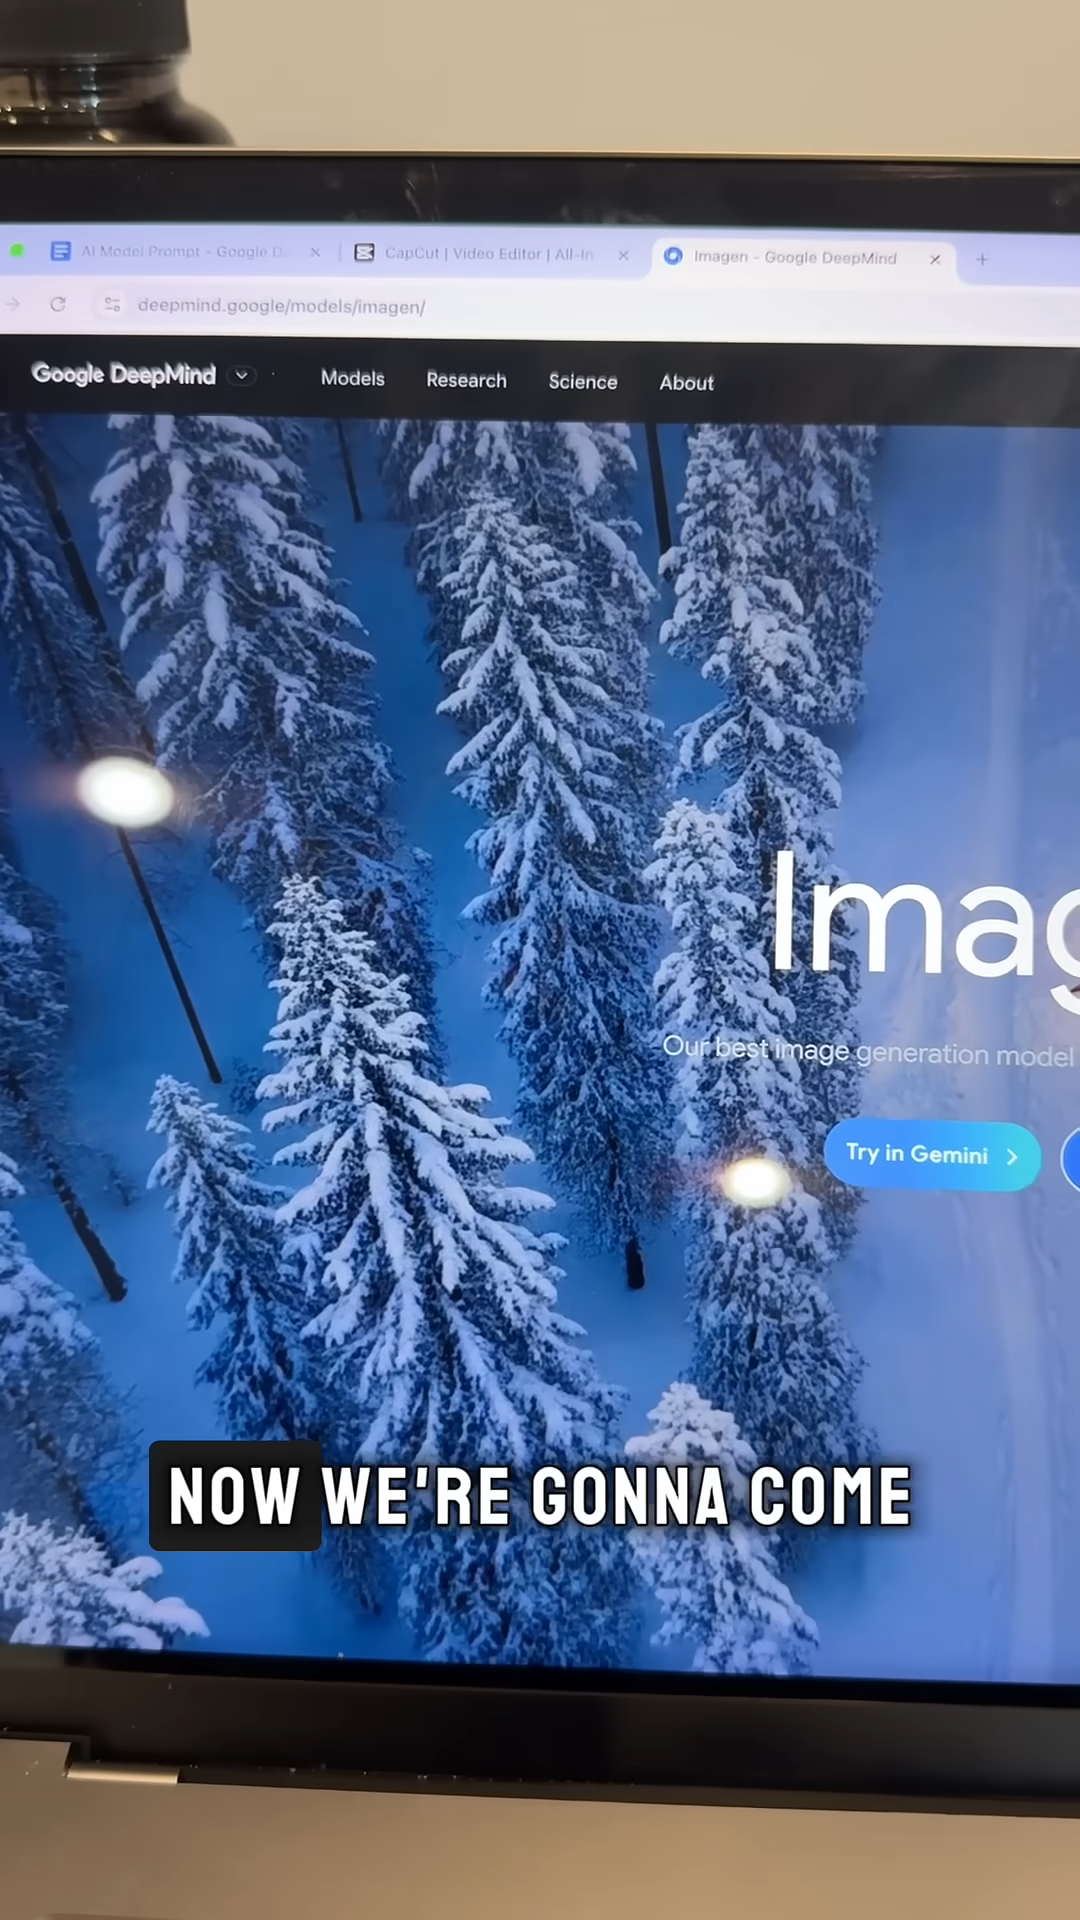 AI Model Prompt - Google D
CapCut | Video Editor | All-In
Imagen - Google DeepMind
deepmind.google/models/imagen/
Google DeepMind
Models
Research
Science
About
Imag
Our best image generation model
Try in Gemini
NOW WE'RE GONNA COME